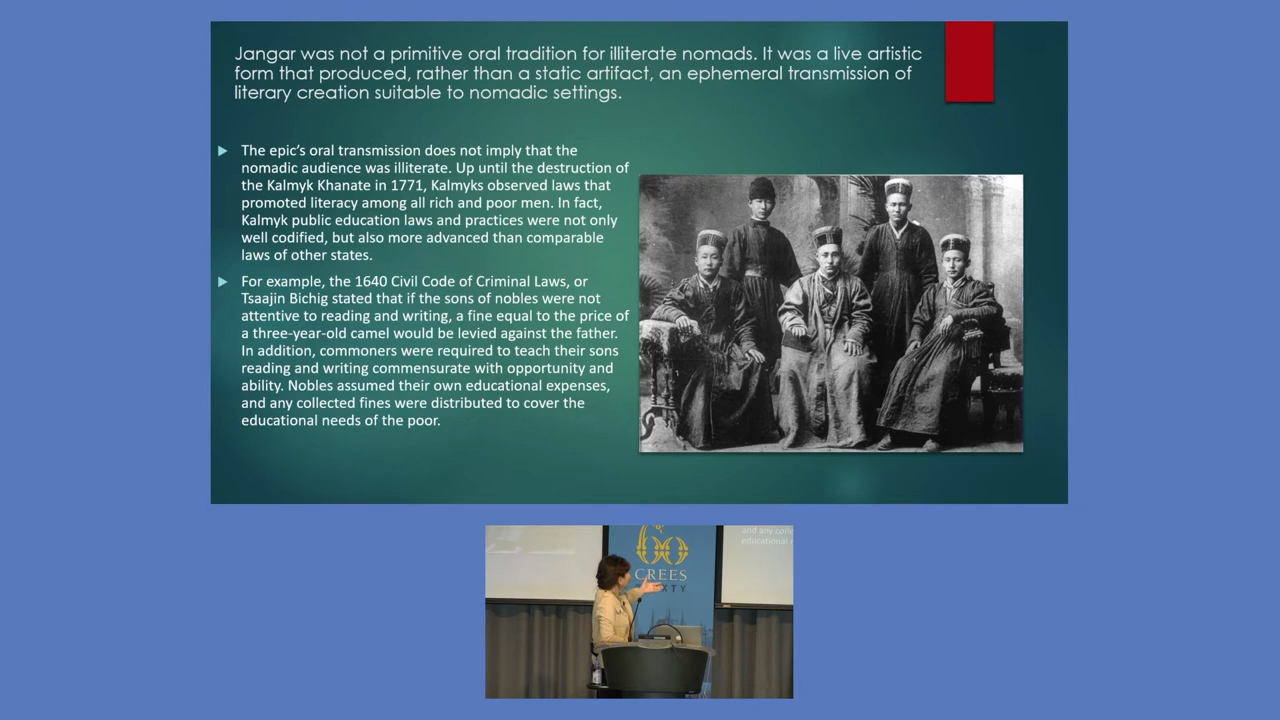 Jangar was not a primitive oral tradition for illiterate nomads. It was a live artistic
form that produced, rather than a static artifact, an ephemeral transmission of
literary creation suitable to nomadic settings.
The epic’s oral transmission does not imply that the
nomadic audience was illiterate. Up until the destruction of
the Kalmyk Khanate in 1771, Kalmyks observed laws that
promoted literacy among all rich and poor men. In fact,
Kalmyk public education laws and practices were not only
well codified, but also more advanced than comparable
laws of other states.
For example, the 1640 Civil Code of Criminal Laws, or
Tsaajin Bichig stated that if the sons of nobles were not
attentive to reading and writing, a fine equal to the price of
a three-year-old camel would be levied against the father.
In addition, commoners were required to teach their sons
reading and writing commensurate with opportunity and
ability. Nobles assumed their own educational expenses,
and any collected fines were distributed to cover the
educational needs of the poor.
60
CREES
XTY
and any
educational